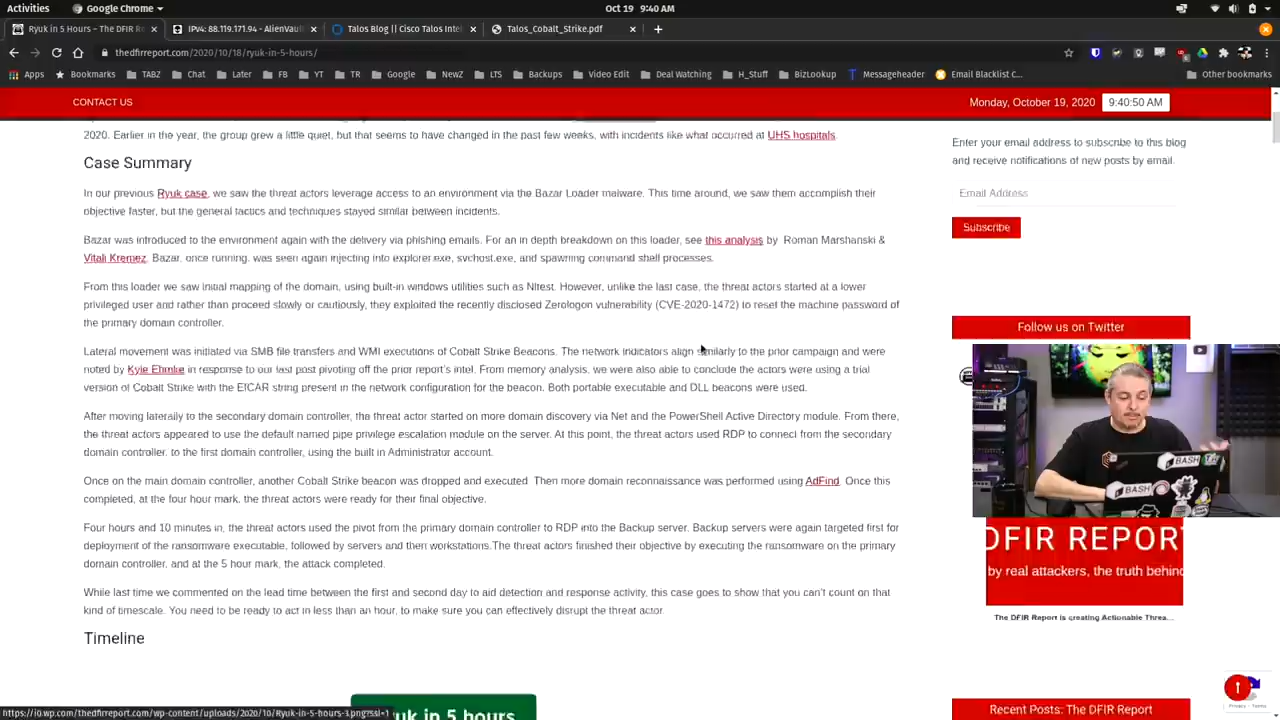 Activities
Google Chrome
Oct 19 9:40 AM
Ryuk in 5 Hours – The DFIR Re
IPv4: 88.119.171.94 - AlienVault
Talos Blog || Cisco Talos Intel
Talos_Cobalt_Strike.pdf
thedfirreport.com/2020/10/18/ryuk-in-5-hours/
Apps
Bookmarks
TABZ
Chat
Later
FB
YT
TR
Google
NewZ
LTS
Backups
Video Edit
Deal Watching
H_Stuff
BizLookup
Messageheader
Email Blacklist C...
Other bookmarks
CONTACT US
Monday, October 19, 2020
9:40:50 AM
2020. Earlier in the year, the group grew a little quiet, but that seems to have changed in the past few weeks, with incidents like what occurred at UHS hospitals.
Case Summary
In our previous Ryuk case, we saw the threat actors leverage access to an environment via the Bazar Loader malware. This time around, we saw them accomplish their
objective faster, but the general tactics and techniques stayed similar between incidents.
Bazar was introduced to the environment again with the delivery via phishing emails. For an in depth breakdown on this loader, see this analysis by Roman Marshanski &
Vitali Kremez. Bazar, once running, was seen again injecting into explorer.exe, svchost.exe, and spawning command shell processes.
From this loader we saw initial mapping of the domain, using built-in windows utilities such as Nltest. However, unlike the last case, the threat actors started at a lower
privileged user and rather than proceed slowly or cautiously, they exploited the recently disclosed Zerologon vulnerability (CVE-2020-1472) to reset the machine password of
the primary domain controller.
Lateral movement was initiated via SMB file transfers and WMI executions of Cobalt Strike Beacons. The network indicators align similarly to the prior campaign and were
noted by Kyle Ehmke in response to our last post pivoting off the prior report's intel. From memory analysis, we were also able to conclude the actors were using a trial
version of Cobalt Strike with the EICAR string present in the network configuration for the beacon. Both portable executable and DLL beacons were used.
After moving laterally to the secondary domain controller, the threat actor started on more domain discovery via Net and the PowerShell Active Directory module. From there,
the threat actors appeared to use the default named pipe privilege escalation module on the server. At this point, the threat actors used RDP to connect from the secondary
domain controller, to the first domain controller, using the built in Administrator account.
Once on the main domain controller, another Cobalt Strike beacon was dropped and executed. Then more domain reconnaissance was performed using AdFind. Once this
completed, at the four hour mark, the threat actors were ready for their final objective.
Four hours and 10 minutes in, the threat actors used the pivot from the primary domain controller to RDP into the Backup server. Backup servers were again targeted first for
deployment of the ransomware executable, followed by servers and then workstations.The threat actors finished their objective by executing the ransomware on the primary
domain controller, and at the 5 hour mark, the attack completed.
While last time we commented on the lead time between the first and second day to aid detection and response activity, this case goes to show that you can't count on that
kind of timescale. You need to be ready to act in less than an hour, to make sure you can effectively disrupt the threat actor.
Timeline
uk in 5 hours
Enter your email address to subscribe to this blog
and receive notifications of new posts by email.
Email Address
Subscribe
Follow us on Twitter
BASH
BASH
DFIR REPORT
by real attackers, the truth behind
The DFIR Report is creating Actionable Threa...
Privacy - Terms
Recent Posts: The DFIR Report
https://i0.wp.com/thedfirreport.com/wp-content/uploads/2020/10/Ryuk-in-5-hours-3.png?ssl=1